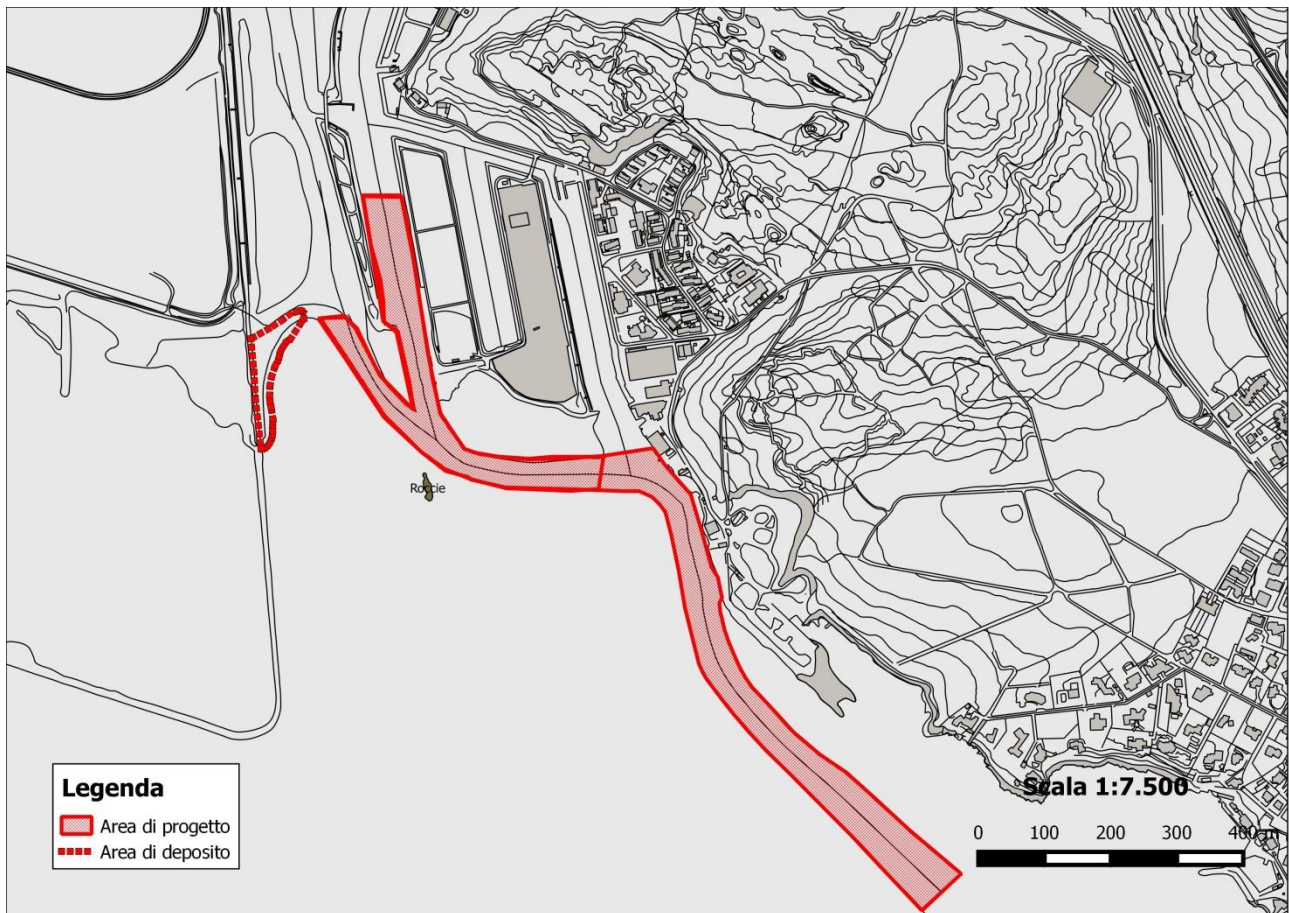 Roccie
Legenda
Area di progetto
Area di deposito
Scala 1:7.500
0 100 200 300 400 m